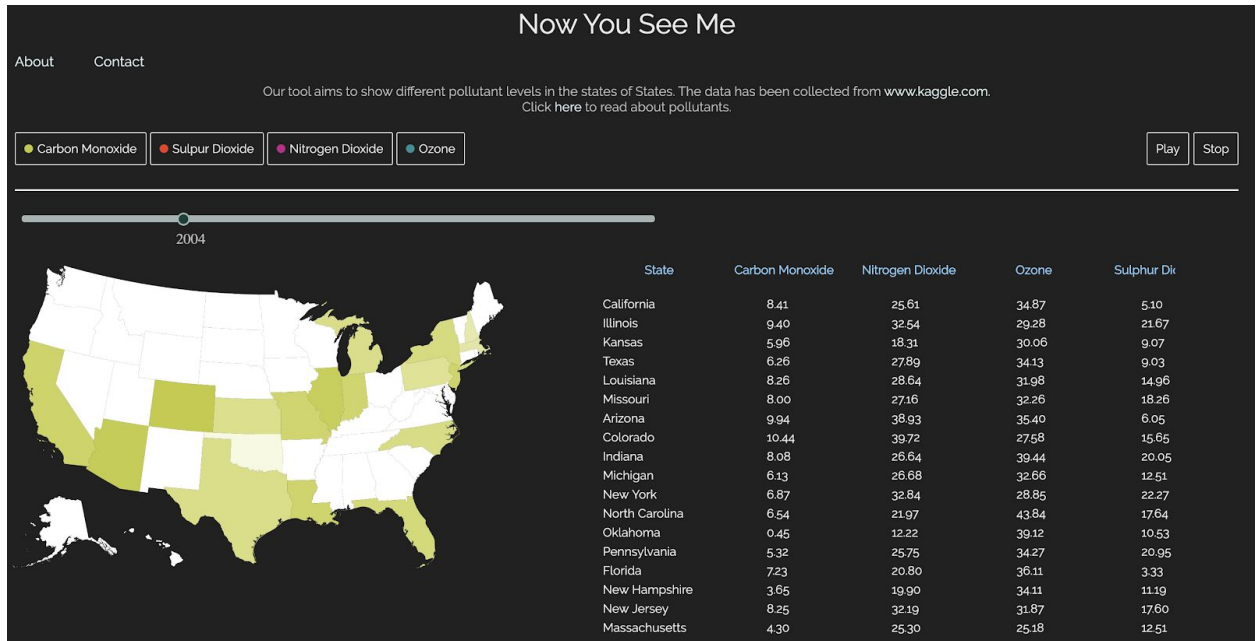 Now You See Me
About Contact
Our tool aims to show different pollutant levels in the states of States. The data has been collected from www.kaggle.com.
Click here to read about pollutants.
Carbon Monoxide Sulpur Dioxide Nitrogen Dioxide Ozone Play Stop
2004
State Carbon Monoxide Nitrogen Dioxide Ozone Sulphur Di
California 8.41 25.61 34.87 5.10
Illinois 9.40 32.54 29.28 21.67
Kansas 5.96 18.31 30.06 9.07
Texas 6.26 27.89 34.13 9.03
Louisiana 8.26 28.64 31.98 14.96
Missouri 8.00 27.16 32.26 18.26
Arizona 9.94 38.93 35.40 6.05
Colorado 10.44 39.72 27.58 15.65
Indiana 8.08 26.64 39.44 20.05
Michigan 6.13 26.68 32.66 12.51
New York 6.87 32.84 28.85 22.27
North Carolina 6.54 21.97 43.84 17.64
Oklahoma 0.45 12.22 39.12 10.53
Pennsylvania 5.32 25.75 34.27 20.95
Florida 7.23 20.80 36.11 3.33
New Hampshire 3.65 19.90 34.11 11.19
New Jersey 8.25 32.19 31.87 17.60
Massachusetts 4.30 25.30 25.18 12.51